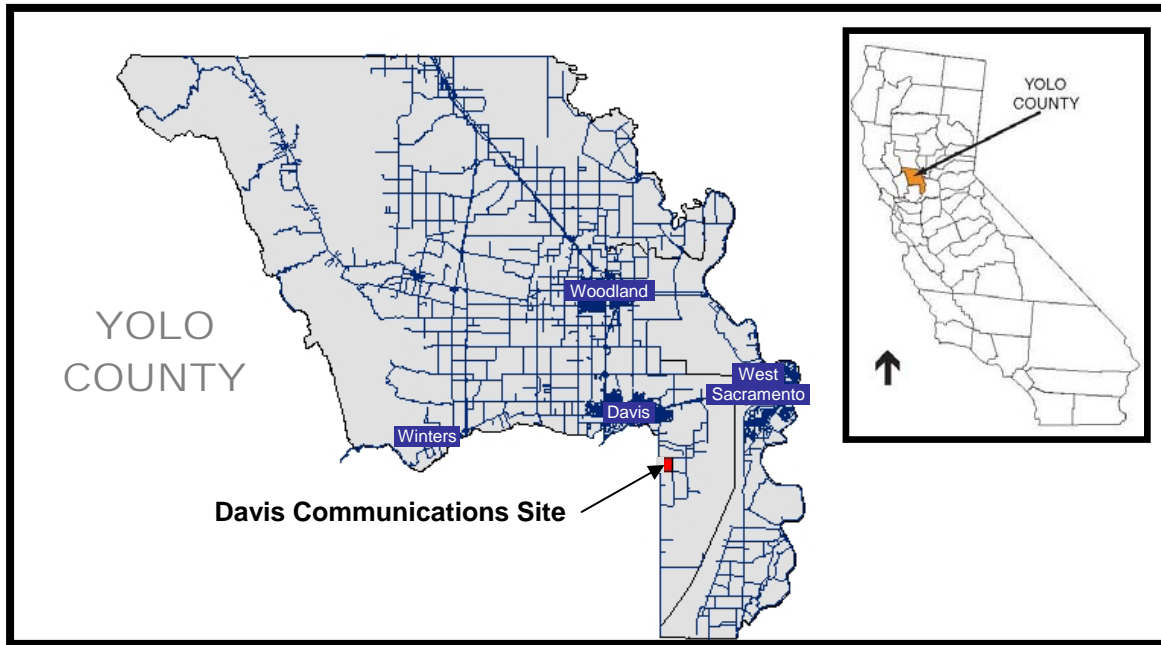 YOLO
COUNTY
YOLO
COUNTY
Woodland
West
Sacramento
Davis
Winters
Davis Communications Site